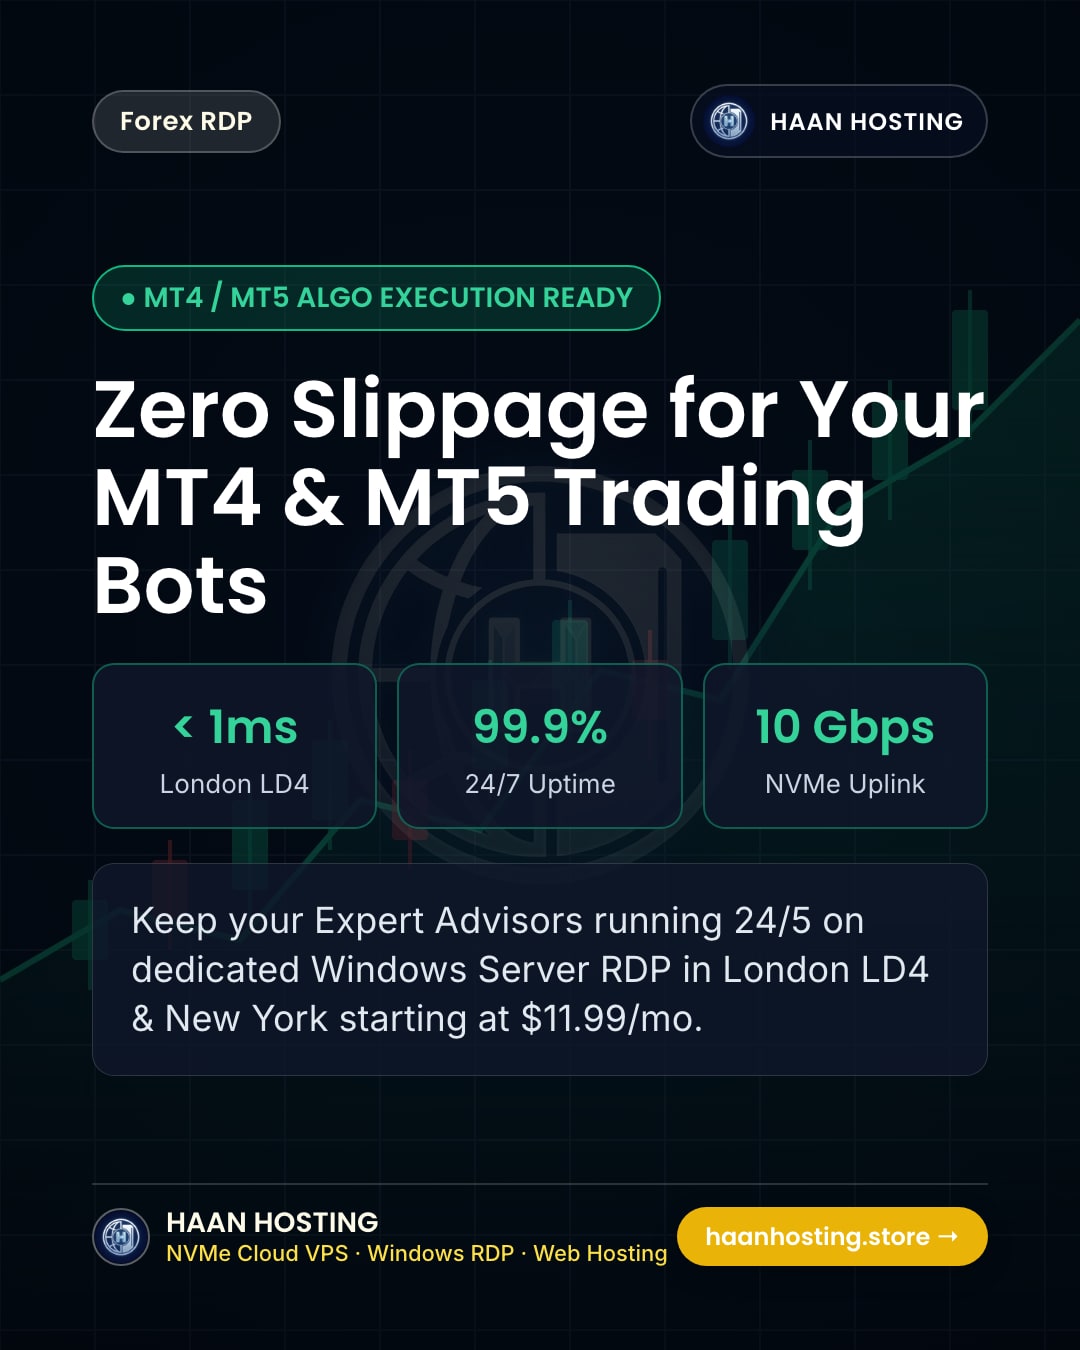 Forex RDP
HAAN HOSTING
● MT4 / MT5 ALGO EXECUTION READY
Zero Slippage for Your
MT4 & MT5 Trading
Bots
< 1ms
London LD4
99.9%
24/7 Uptime
10 Gbps
NVMe Uplink
Keep your Expert Advisors running 24/5 on
dedicated Windows Server RDP in London LD4
& New York starting at $11.99/mo.
HAAN HOSTING
NVMe Cloud VPS · Windows RDP · Web Hosting
haanhosting.store →